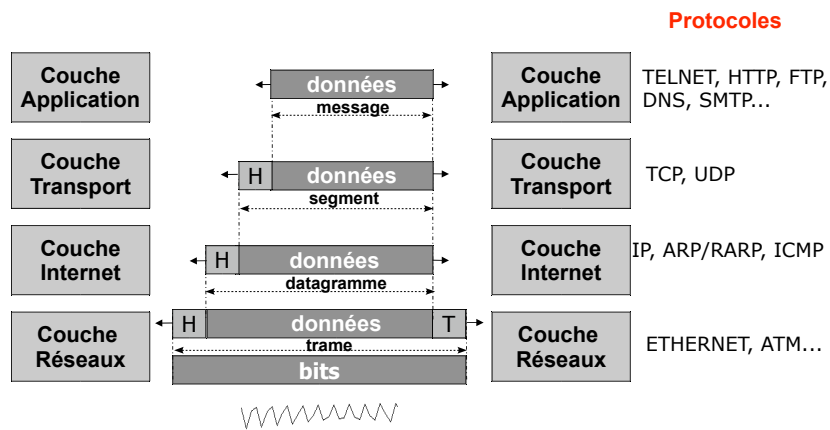 Protocoles
Couche
Application
données
message
Couche
Application
TELNET, HTTP, FTP,
DNS, SMTP...
Couche
Transport
H
données
segment
Couche
Transport
TCP, UDP
Couche
Internet
H
données
datagramme
Couche
Internet
IP, ARP/RARP, ICMP
Couche
Réseaux
H
données
T
trame
bits
Couche
Réseaux
ETHERNET, ATM...